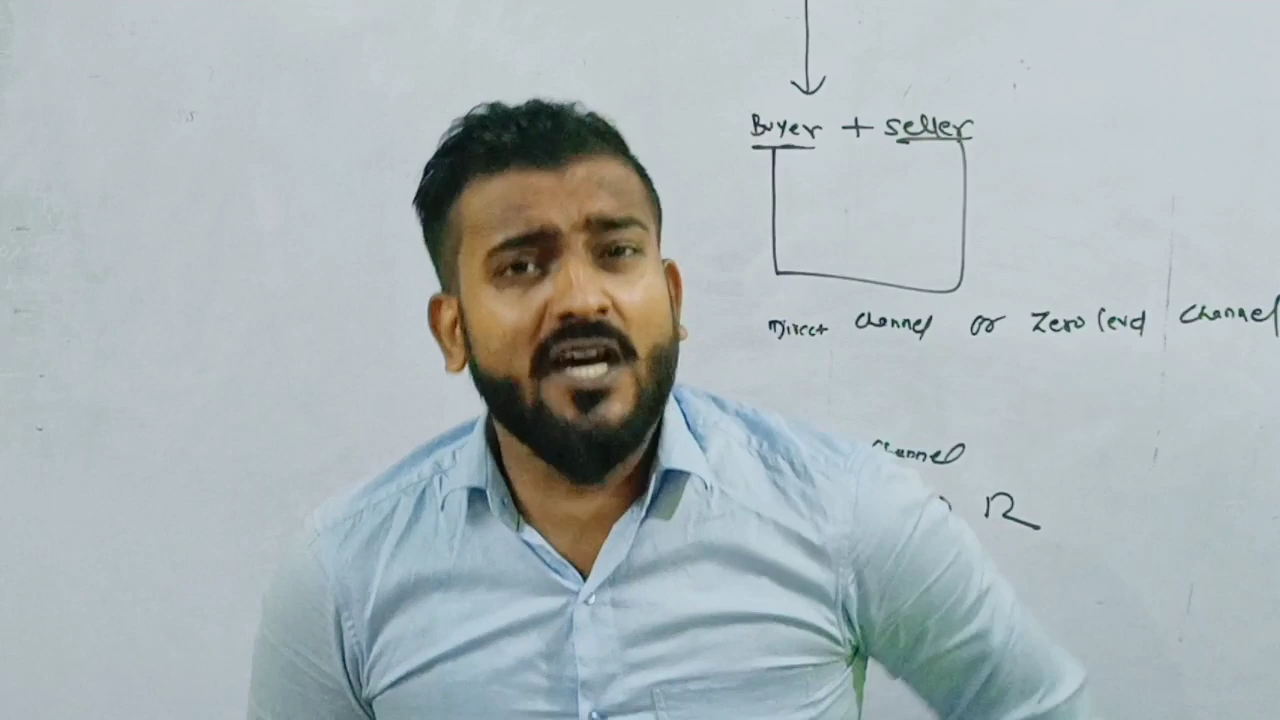 Buyer + seller
Direct channel or Zero level channel
channel
R